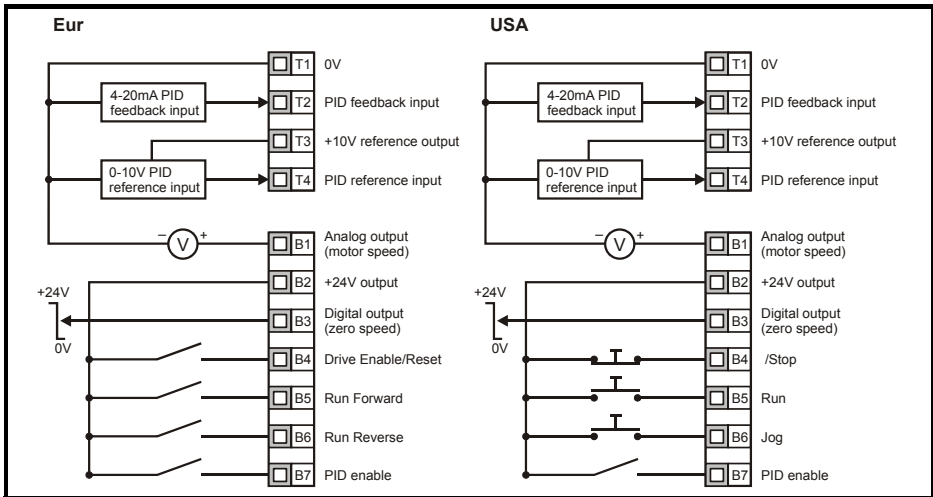 Eur
T1 0V
4-20mA PID
feedback input
T2 PID feedback input
T3 +10V reference output
0-10V PID
reference input
T4 PID reference input
– V +
B1 Analog output
(motor speed)
B2 +24V output
+24V
0V
B3 Digital output
(zero speed)
B4 Drive Enable/Reset
B5 Run Forward
B6 Run Reverse
B7 PID enable
USA
T1 0V
4-20mA PID
feedback input
T2 PID feedback input
T3 +10V reference output
0-10V PID
reference input
T4 PID reference input
– V +
B1 Analog output
(motor speed)
B2 +24V output
+24V
0V
B3 Digital output
(zero speed)
B4 /Stop
B5 Run
B6 Jog
B7 PID enable